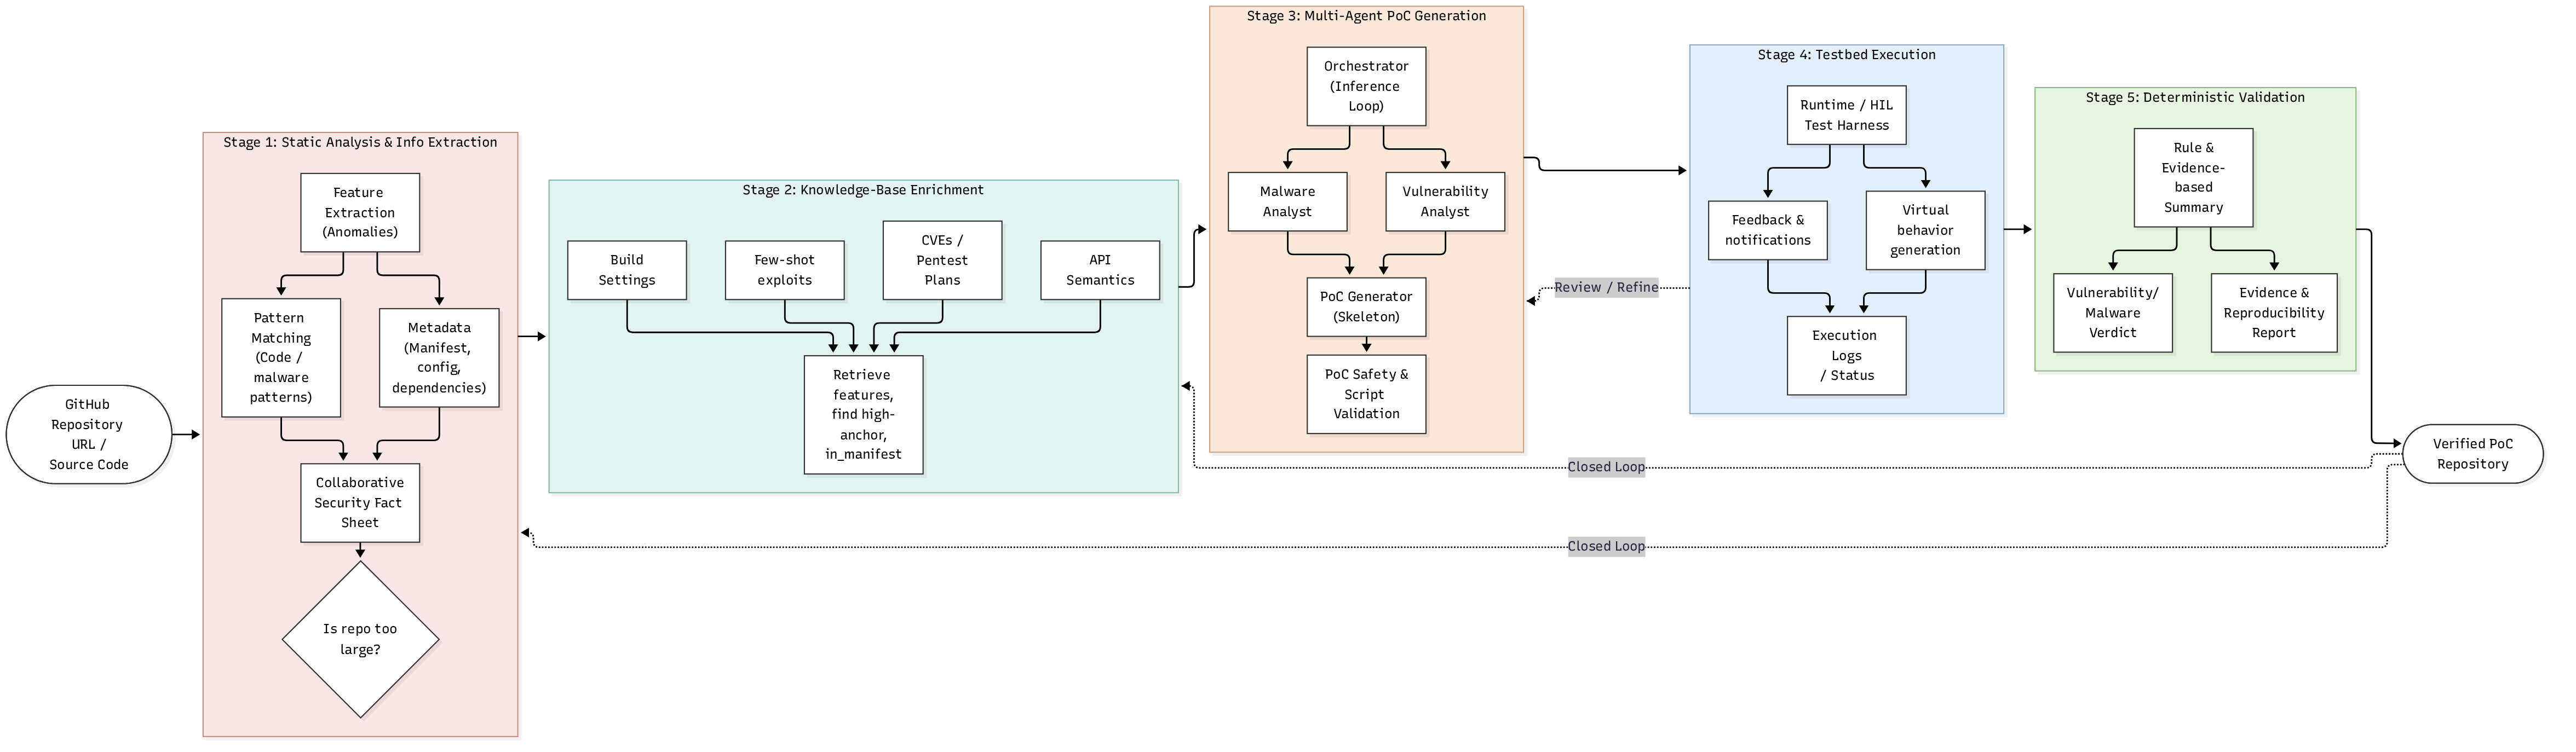 GitHub
Repository
URL /
Source Code
Stage 1: Static Analysis & Info Extraction
Feature
Extraction
(Anomalies)
Pattern
Matching
(Code /
malware
patterns)
Metadata
(Manifest,
config,
dependencies)
Collaborative
Security Fact
Sheet
Is repo too
large?
Stage 2: Knowledge-Base Enrichment
Build
Settings
Few-shot
exploits
CVEs /
Pentest
Plans
API
Semantics
Retrieve
features,
find high-
anchor,
in_manifest
Stage 3: Multi-Agent PoC Generation
Orchestrator
(Inference
Loop)
Malware
Analyst
Vulnerability
Analyst
PoC Generator
(Skeleton)
PoC Safety &
Script
Validation
Review / Refine
Stage 4: Testbed Execution
Runtime / HIL
Test Harness
Feedback &
notifications
Virtual
behavior
generation
Execution
Logs
/ Status
Stage 5: Deterministic Validation
Rule &
Evidence-
based
Summary
Vulnerability/
Malware
Verdict
Evidence &
Reproducibility
Report
Verified PoC
Repository
Closed Loop
Closed Loop